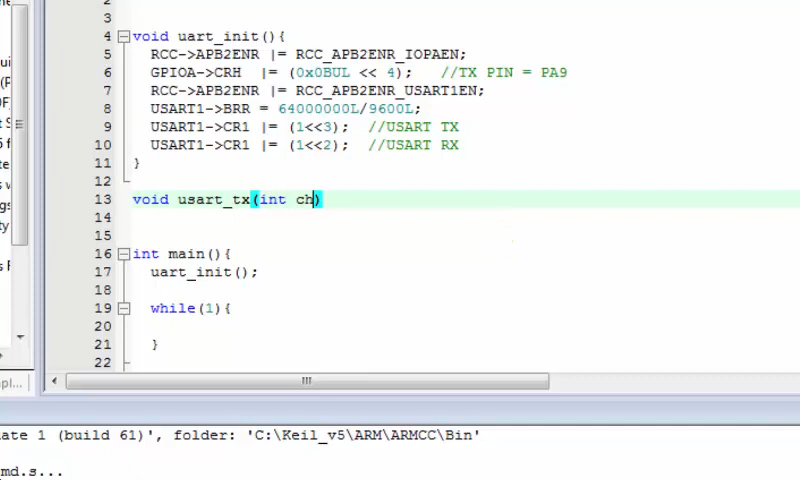 2
3
4 void uart_init(){
5 RCC->APB2ENR |= RCC_APB2ENR_IOPAEN;
6 GPIOA->CRH |= (0x0BUL << 4); //TX PIN = PA9
7 RCC->APB2ENR |= RCC_APB2ENR_USART1EN;
8 USART1->BRR = 64000000L/9600L;
9 USART1->CR1 |= (1<<3); //USART TX
10 USART1->CR1 |= (1<<2); //USART RX
11 }
12
13 void usart_tx(int ch)
14
15
16 int main(){
17 uart_init();
18
19 while(1){
20
21 }
22
ate 1 (build 61)', folder: 'C:\Keil_v5\ARM\ARMCC\Bin'
md.s...